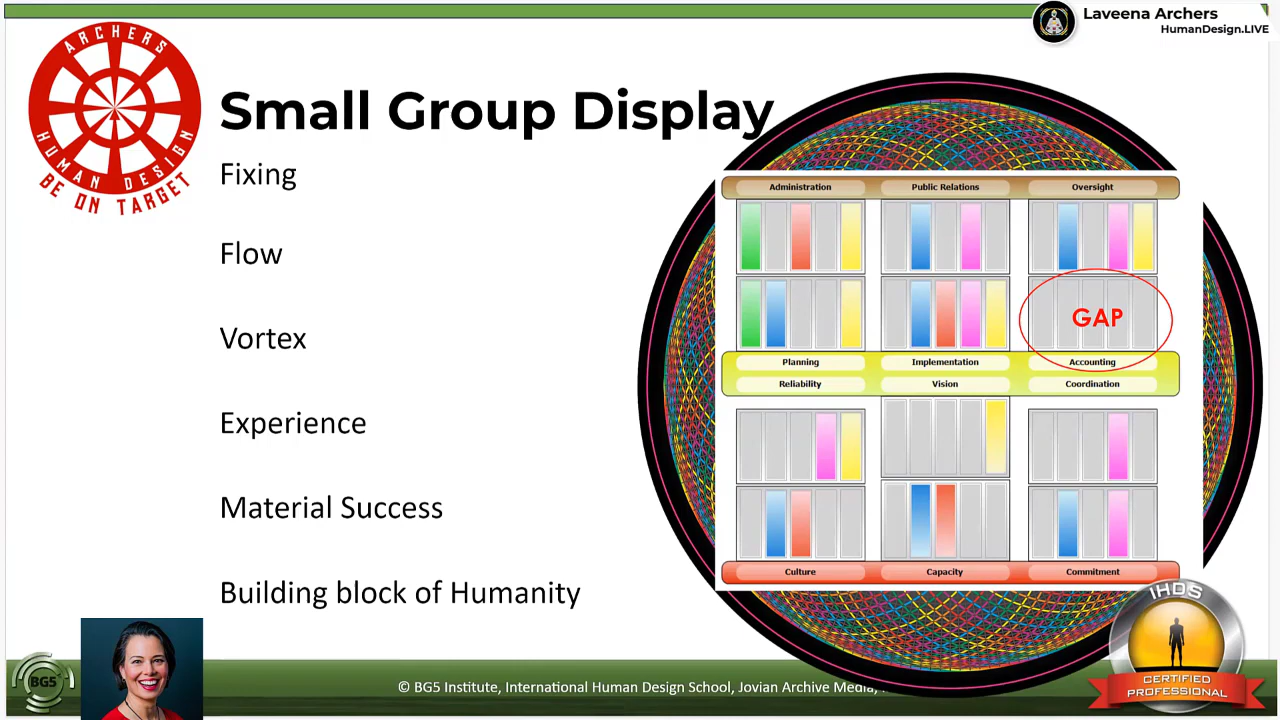 Laveena Archers
HumanDesign.LIVE
ARCHERS
HUMAN DESIGN
BE ON TARGET
Small Group Display
Fixing
Flow
Vortex
Experience
Material Success
Building block of Humanity
Administration Public Relations Oversight
GAP
Planning Implementation Accounting
Reliability Vision Coordination
Culture Capacity Commitment
IHDS
CERTIFIED
PROFESSIONAL
BG5
© BG5 Institute, International Human Design School, Jovian Archive Media,